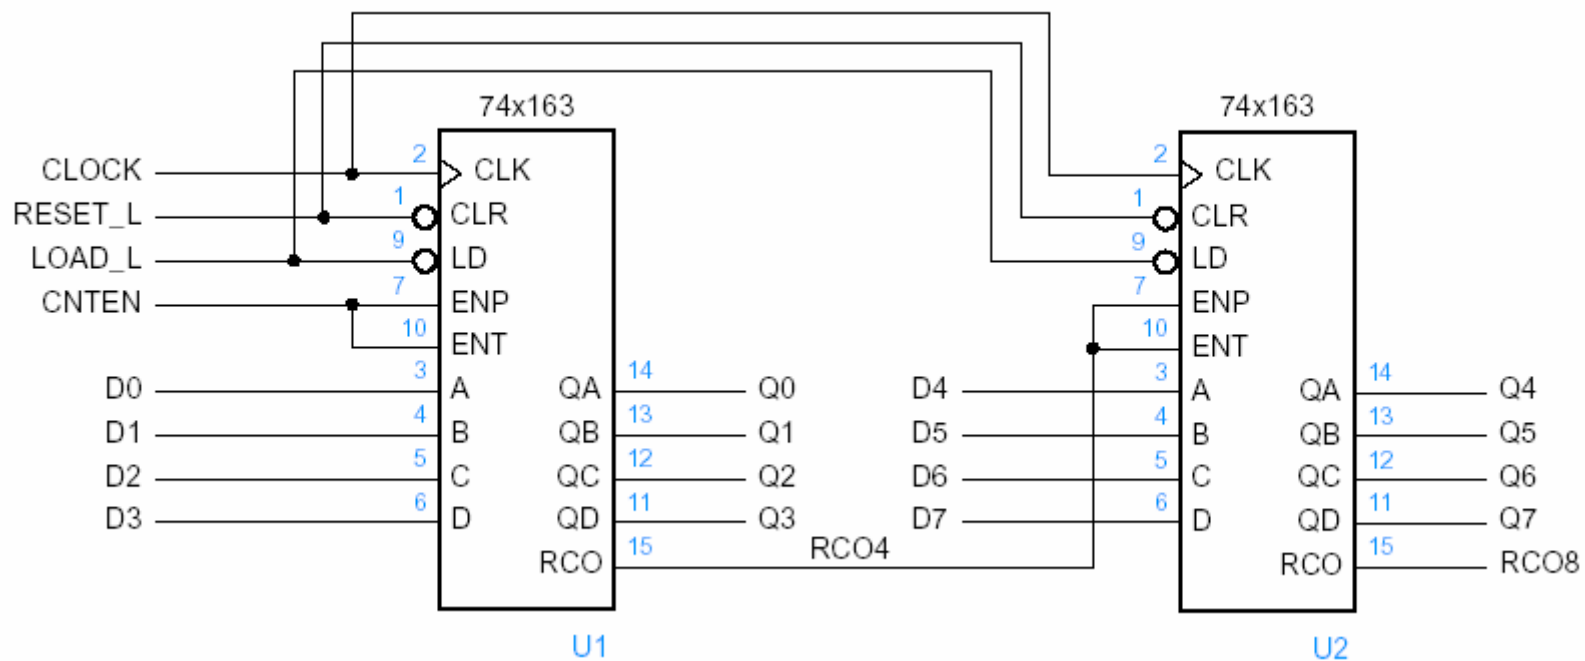 74x163 74x163
CLOCK 2 CLK 2 CLK
RESET_L 1 CLR 1 CLR
LOAD_L 9 LD 9 LD
CNTEN 7 ENP 7 ENP
10 ENT 10 ENT
D0 3 A QA 14 Q0 D4 3 A QA 14 Q4
D1 4 B QB 13 Q1 D5 4 B QB 13 Q5
D2 5 C QC 12 Q2 D6 5 C QC 12 Q6
D3 6 D QD 11 Q3 D7 6 D QD 11 Q7
RCO 15 RCO4 RCO 15 RCO8
U1 U2